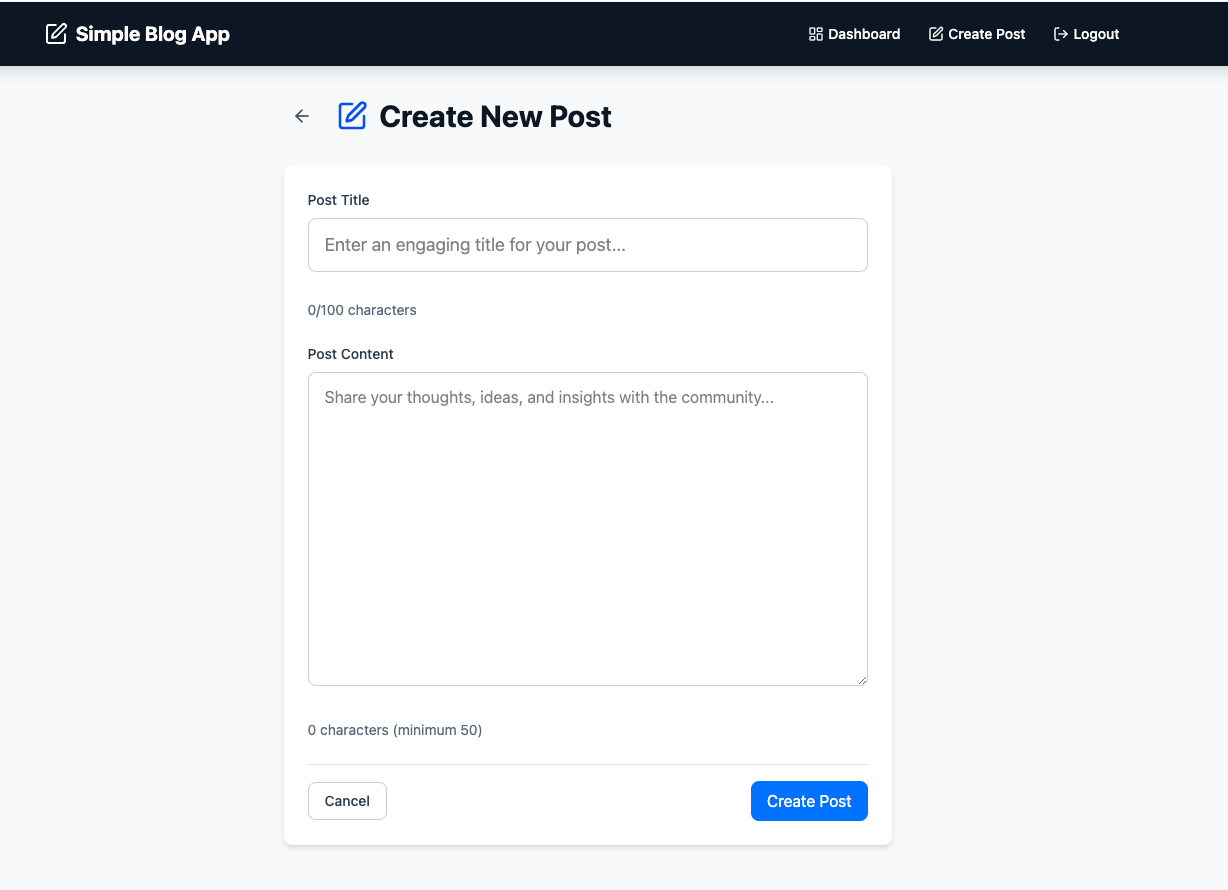 Simple Blog App
Dashboard
Create Post
Logout
Create New Post
Post Title
Enter an engaging title for your post...
0/100 characters
Post Content
Share your thoughts, ideas, and insights with the community...
0 characters (minimum 50)
Cancel
Create Post